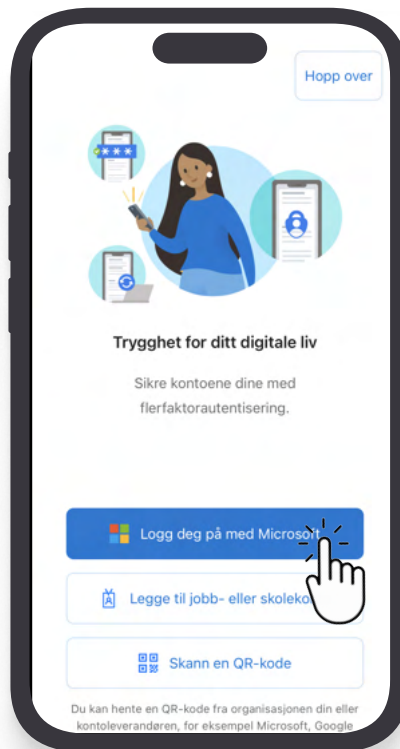 Hopp over
****
Trygghet for ditt digitale liv
Sikre kontoene dine med
flerfaktorautentisering.
Logg deg på med Microsoft
Legge til jobb- eller
Skann en QR-kode
Du kan hente en QR-kode fra organisasjonen din eller
kontoleverandøren, for eksempel Microsoft, Google